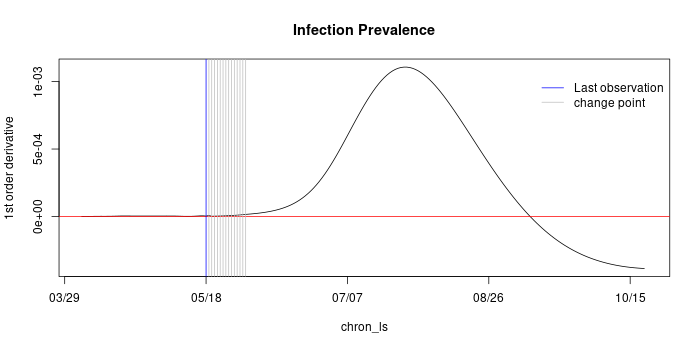 Infection Prevalence
1st order derivative
1e-03
5e-04
0e+00
Last observation
change point
03/29
05/18
07/07
08/26
10/15
chron_ls